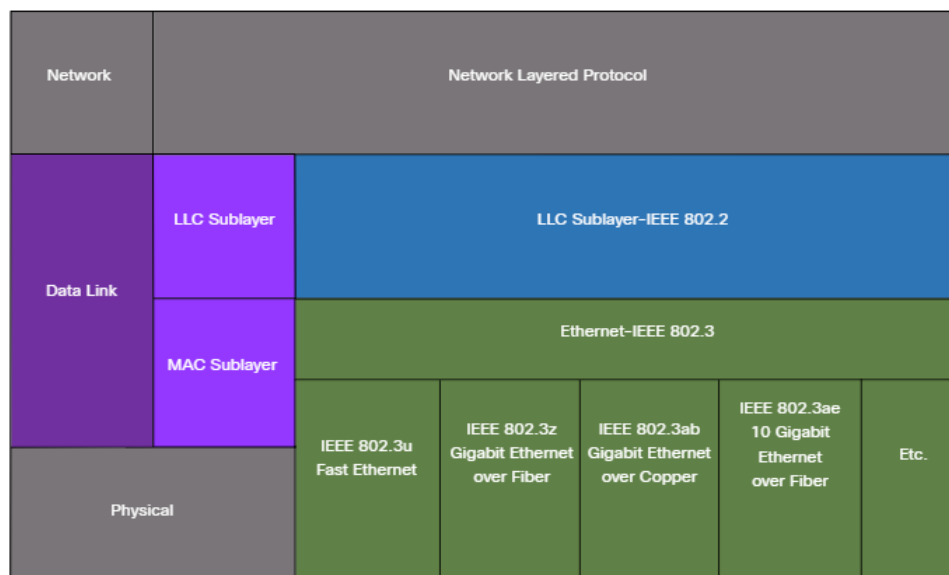 Network
Network Layered Protocol
Data Link
LLC Sublayer
LLC Sublayer-IEEE 802.2
MAC Sublayer
Ethernet-IEEE 802.3
IEEE 802.3u
Fast Ethernet
IEEE 802.3z
Gigabit Ethernet
over Fiber
IEEE 802.3ab
Gigabit Ethernet
over Copper
IEEE 802.3ae
10 Gigabit
Ethernet
over Fiber
Etc.
Physical